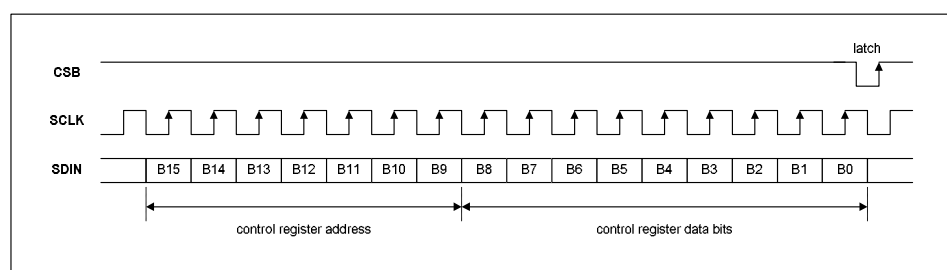 latch
CSB
SCLK
SDIN B15 B14 B13 B12 B11 B10 B9 B8 B7 B6 B5 B4 B3 B2 B1 B0
control register address control register data bits